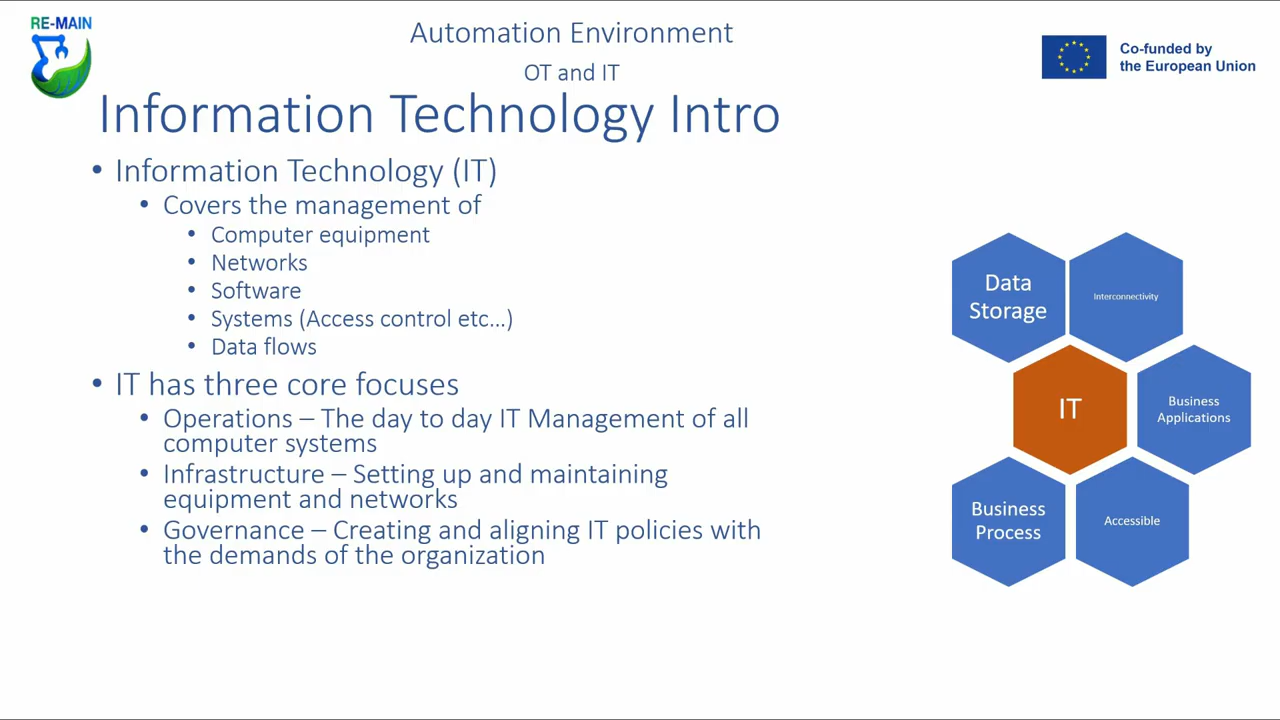 RE-MAIN
Automation Environment
OT and IT
Co-funded by
the European Union
Information Technology Intro
• Information Technology (IT)
• Covers the management of
• Computer equipment
• Networks
• Software
• Systems (Access control etc...)
• Data flows
• IT has three core focuses
• Operations – The day to day IT Management of all
computer systems
• Infrastructure – Setting up and maintaining
equipment and networks
• Governance – Creating and aligning IT policies with
the demands of the organization
Data
Storage
Interconnectivity
IT
Business
Applications
Business
Process
Accessible